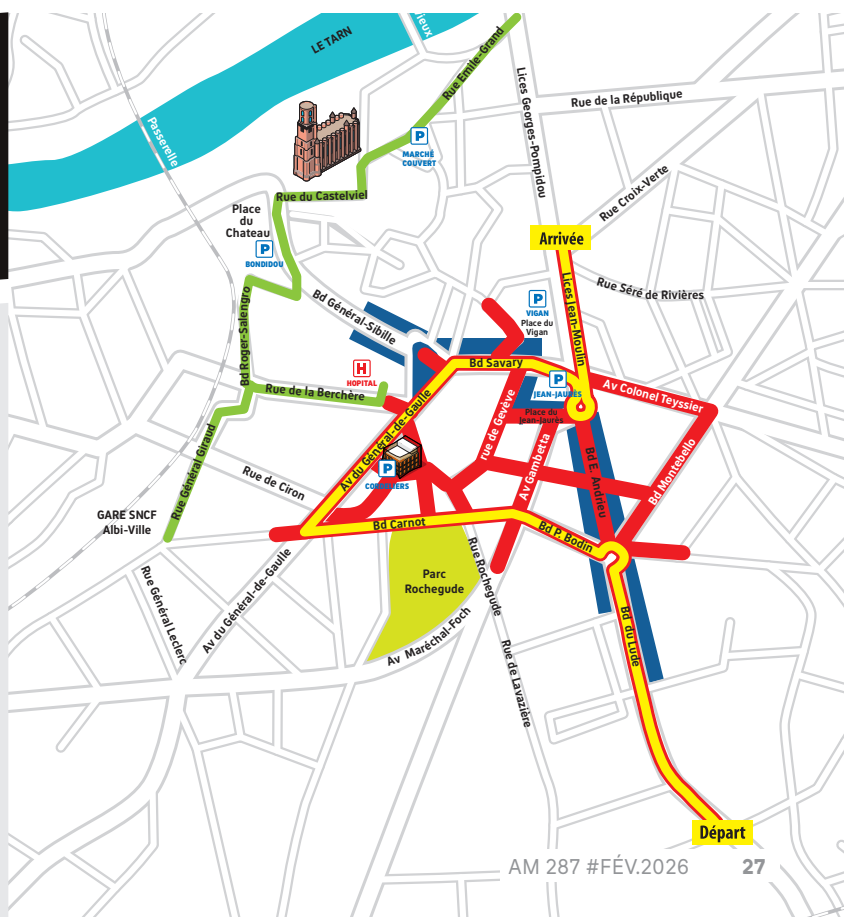 ieux
LE TARN
Rue Emile-Grand
Lices Georges-Pompidou
Rue de la République
Passerelle
P
MARCHÉ
COUVERT
Rue du Castelviel
Rue Croix-Verte
Place
du
Chateau
P
BONDIDOU
Arrivée
Lices Jean-Moulin
Rue Séré de Rivières
Bd Général-Sibille
P
VIGAN
Place du
Vigan
Bd Roger-Salengro
H
HOPITAL
Bd Savary
P
JEAN-JAURÈS
Place du
Jean-Jaurès
Av Colonel Teyssier
Rue de la Berchère
Av du Général-de-Gaulle
rue de Gevève
Av Gambetta
Bd E. Andrieu
Bd Montebello
Rue Général Giraud
Rue de Ciron
P
CORDELIERS
GARE SNCF
Albi-Ville
Bd Carnot
Bd P. Bodin
Rue Général Leclerc
Av du Général-de-Gaulle
Parc
Rochegude
Rue Rochegude
Av Maréchal-Foch
Rue de Lavazière
Bd du Lude
Départ
AM 287 #FÉV.2026 27